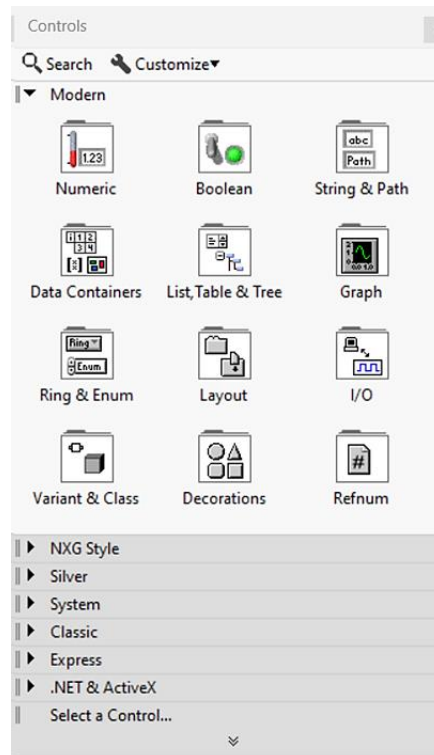 Controls
Search Customize▾
Modern
1.23
abc
Path
Numeric Boolean String & Path
Data Containers List, Table & Tree Graph
Ring
Enum
Ring & Enum Layout I/O
#
Variant & Class Decorations Refnum
NXG Style
Silver
System
Classic
Express
.NET & ActiveX
Select a Control...